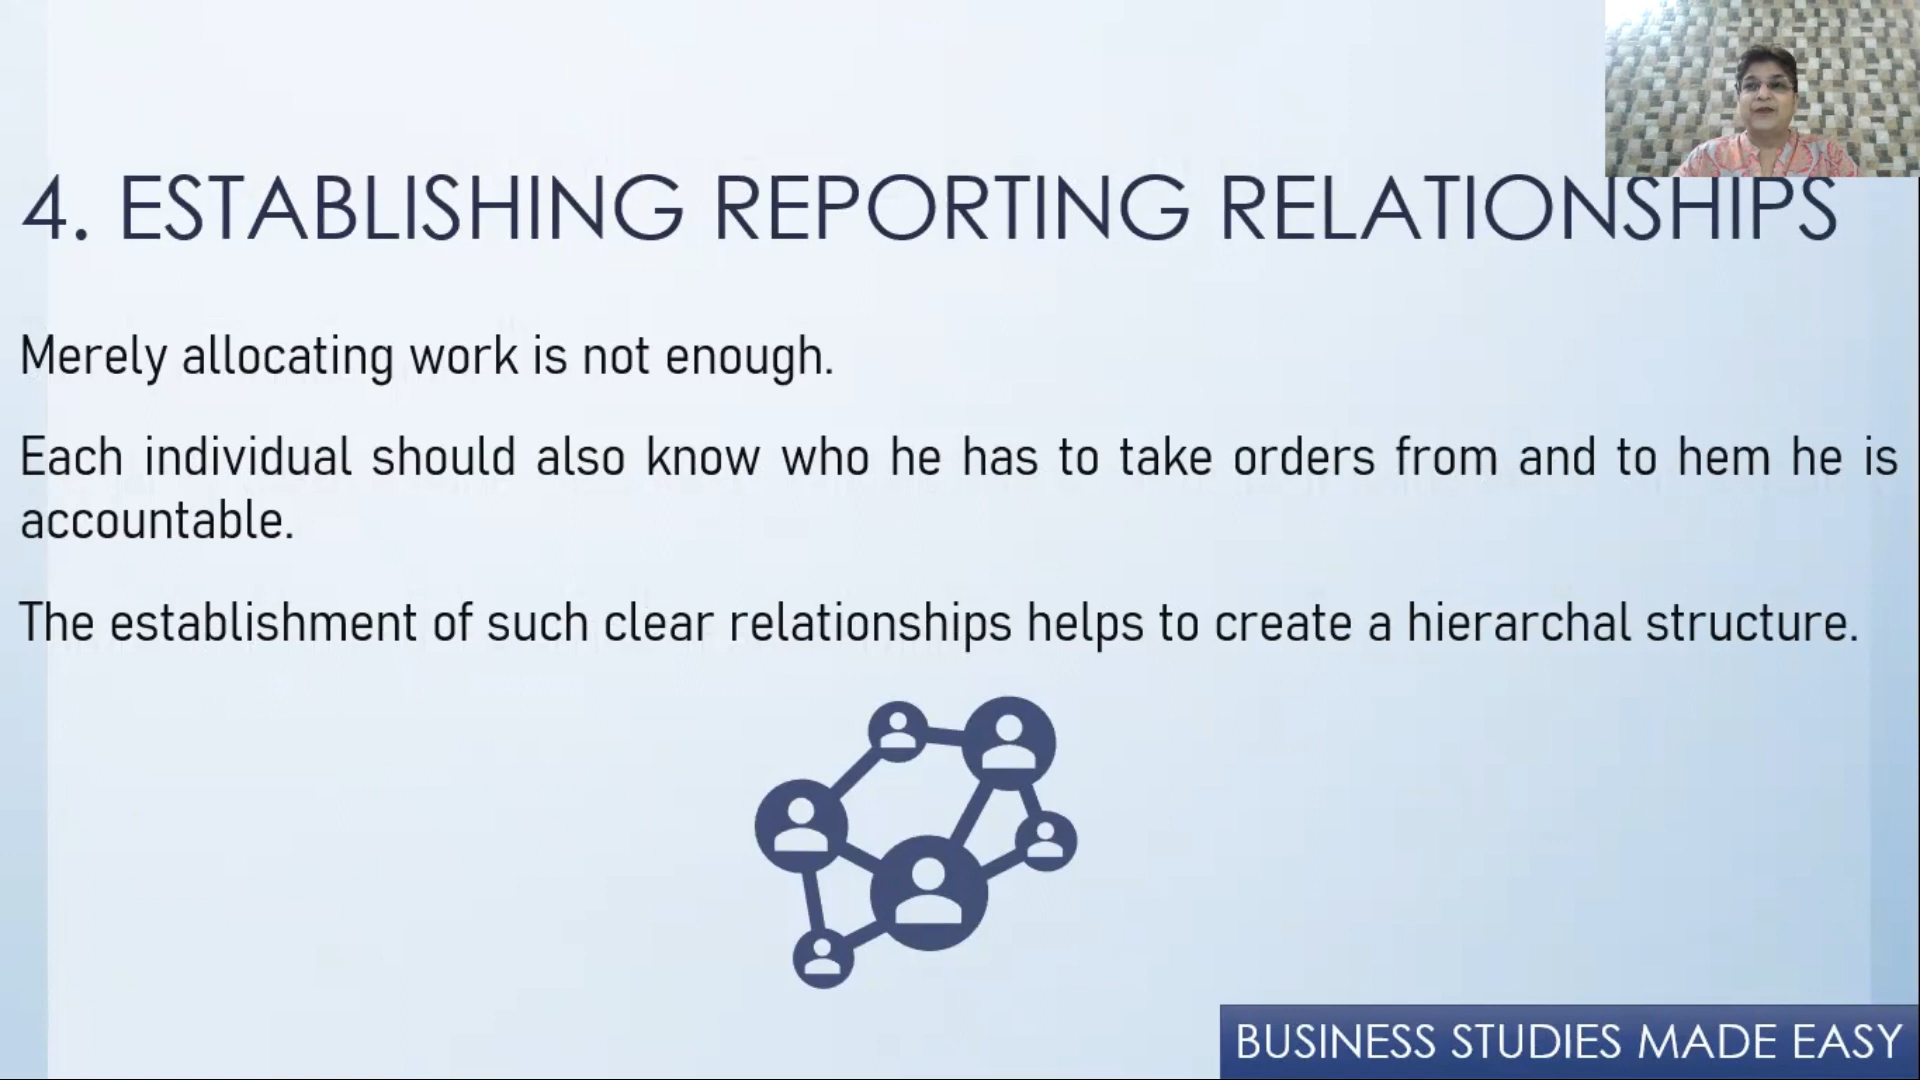 4. ESTABLISHING REPORTING RELATIONSHIPS
Merely allocating work is not enough.
Each individual should also know who he has to take orders from and to hem he is
accountable.
The establishment of such clear relationships helps to create a hierarchal structure.
BUSINESS STUDIES MADE EASY